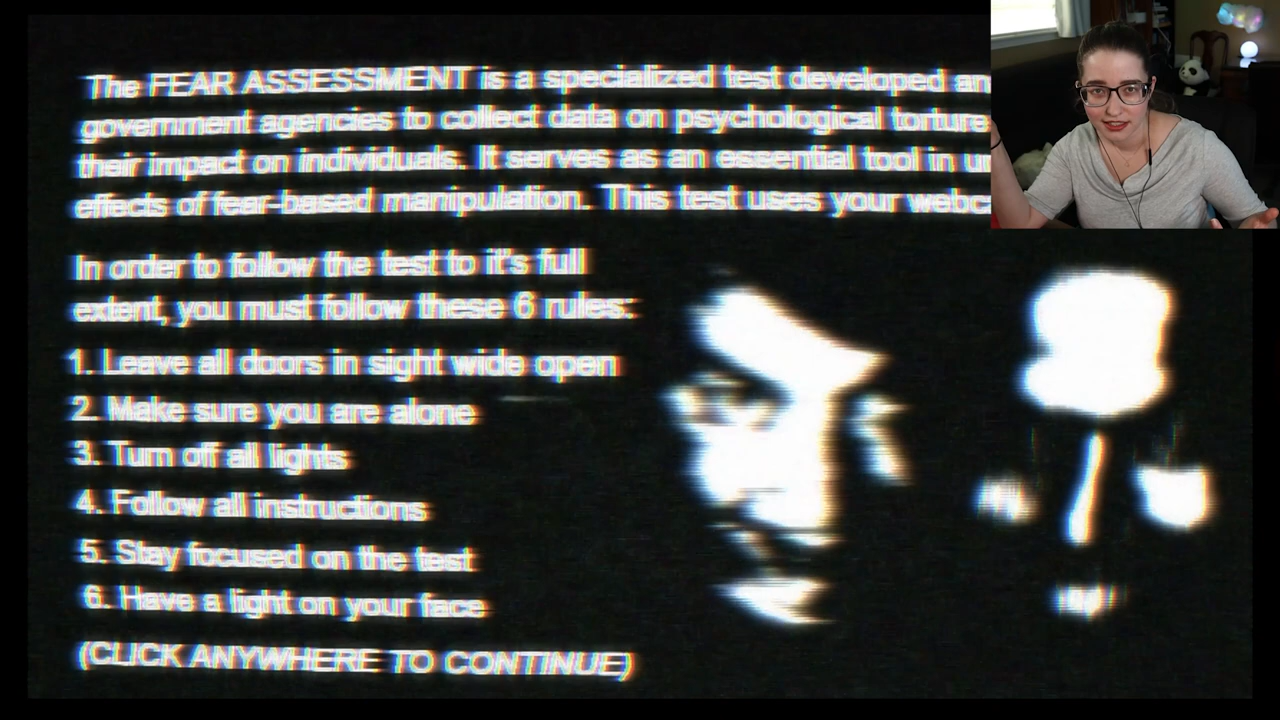 The FEAR ASSESSMENT is a specialized test developed an
government agencies to collect data on psychological torture
their impact on individuals. It serves as an essential tool in u
effects of fear-based manipulation. This test uses your webc
In order to follow the test to it's full
extent, you must follow these 6 rules:
1. Leave all doors in sight wide open
2. Make sure you are alone
3. Turn off all lights
4. Follow all instructions
5. Stay focused on the test
6. Have a light on your face
(CLICK ANYWHERE TO CONTINUE)